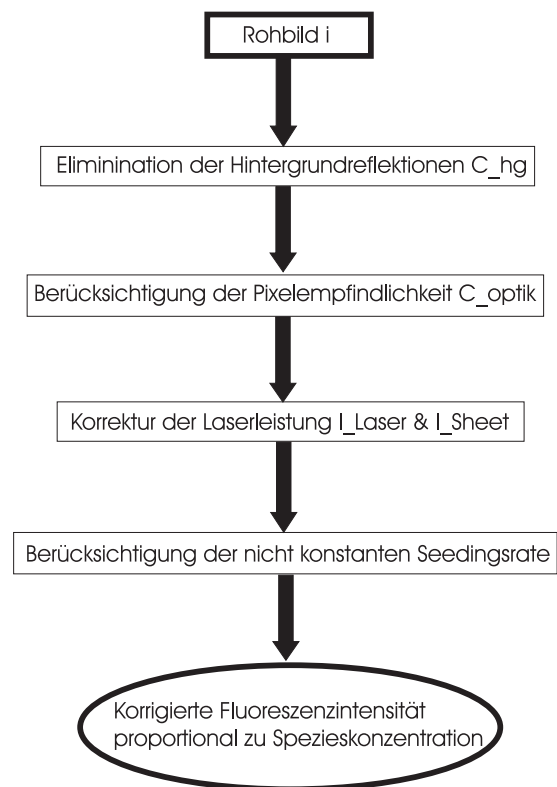 Rohbild i
Eliminination der Hintergrundreflektionen C_hg
Berücksichtigung der Pixelempfindlichkeit C_optik
Korrektur der Laserleistung I_Laser & I_Sheet
Berücksichtigung der nicht konstanten Seedingsrate
Korrigierte Fluoreszenzintensität
proportional zu Spezieskonzentration